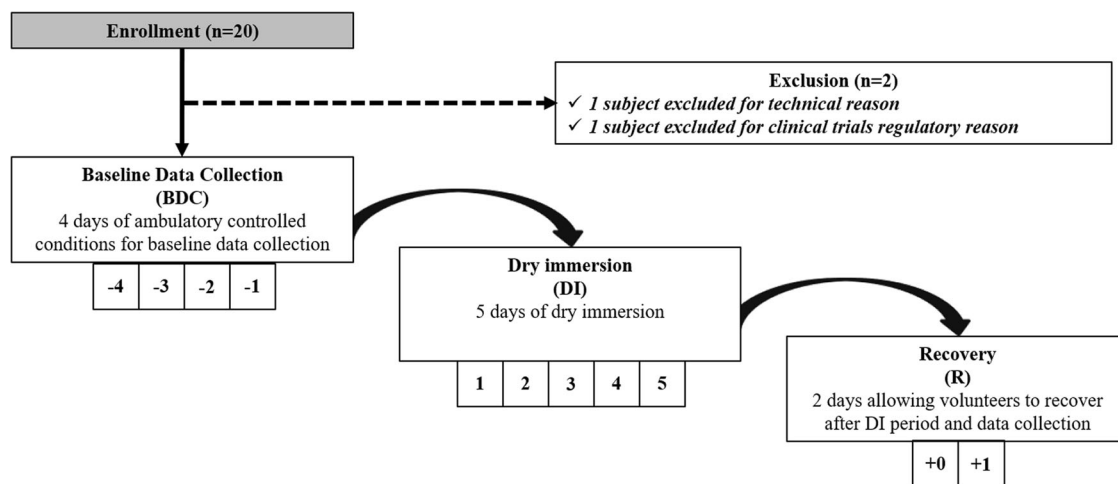 Enrollment (n=20)
Exclusion (n=2)
✓ 1 subject excluded for technical reason
✓ 1 subject excluded for clinical trials regulatory reason
Baseline Data Collection
(BDC)
4 days of ambulatory controlled
conditions for baseline data collection
-4 -3 -2 -1
Dry immersion
(DI)
5 days of dry immersion
1 2 3 4 5
Recovery
(R)
2 days allowing volunteers to recover
after DI period and data collection
+0 +1